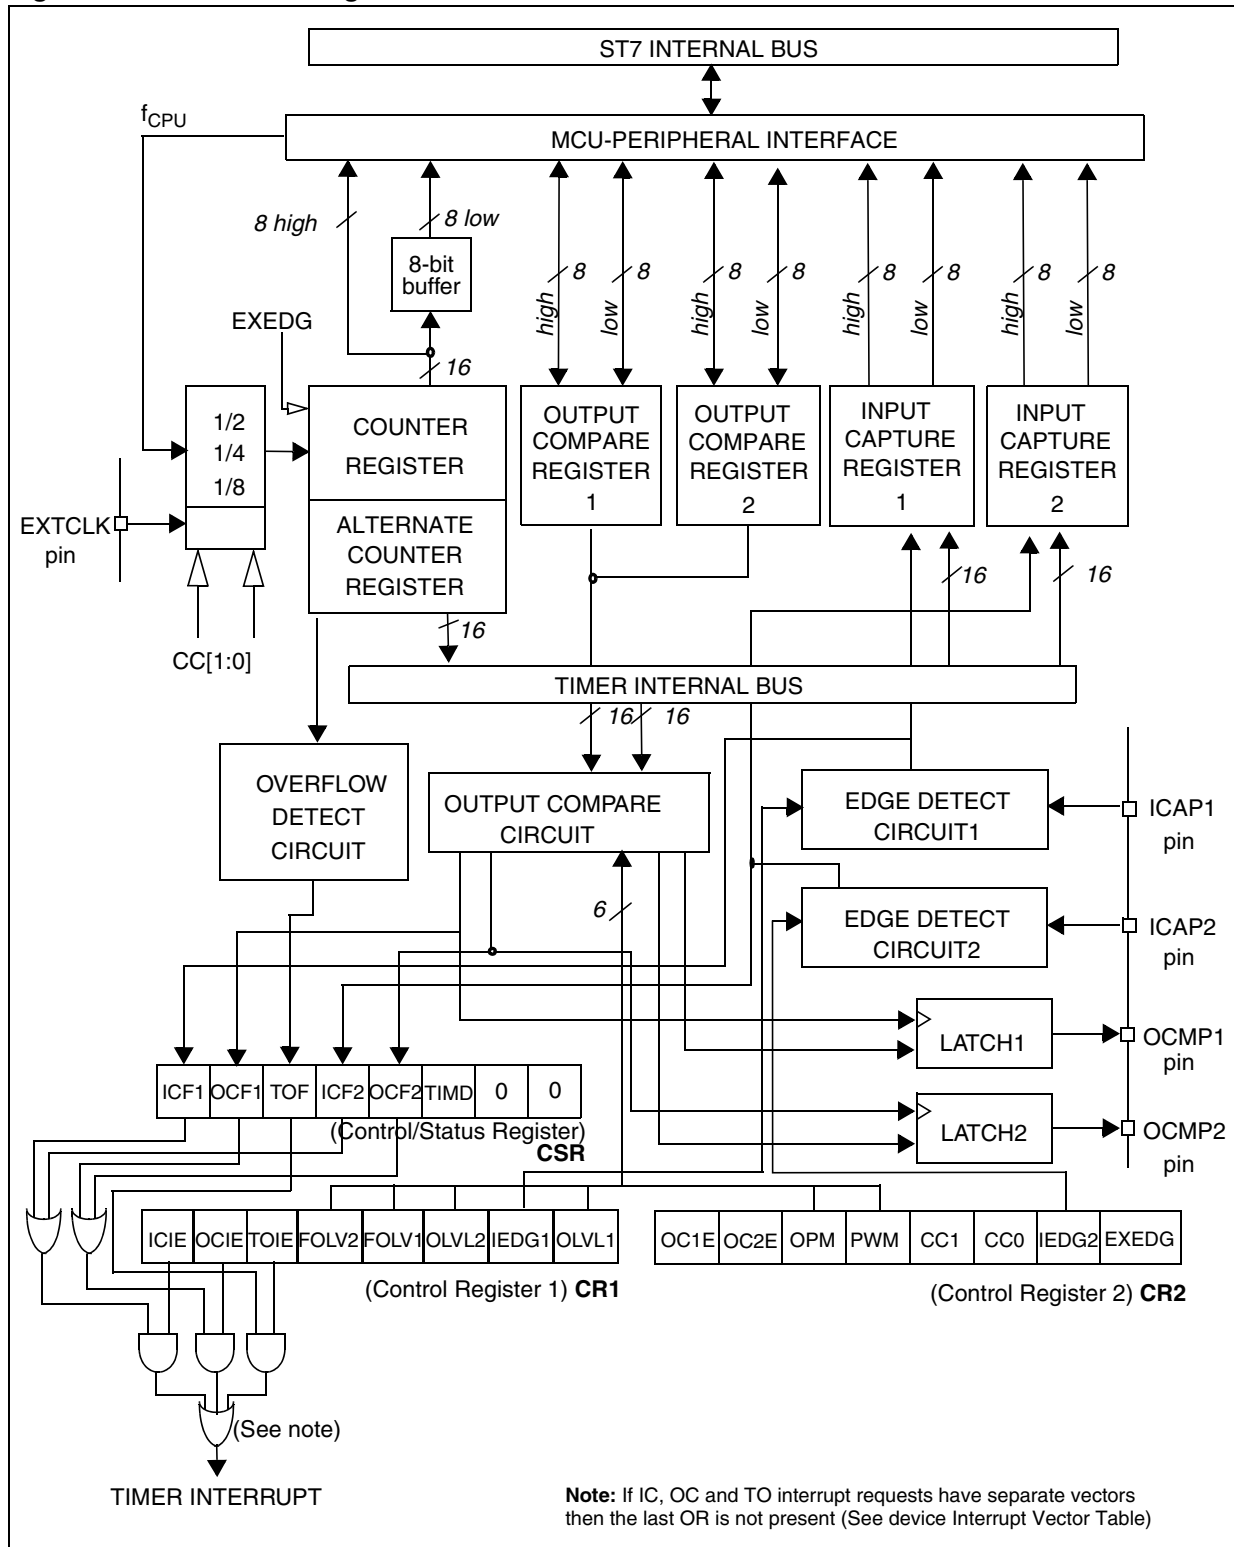 ST7 INTERNAL BUS
fCPU
MCU-PERIPHERAL INTERFACE
8 high
8 low
8-bit
buffer
high
8
low
8
high
8
low
8
high
8
low
8
high
8
low
8
EXEDG
16
1/2
1/4
1/8
COUNTER
REGISTER
OUTPUT
COMPARE
REGISTER
1
OUTPUT
COMPARE
REGISTER
2
INPUT
CAPTURE
REGISTER
1
INPUT
CAPTURE
REGISTER
2
EXTCLK
pin
ALTERNATE
COUNTER
REGISTER
16
16
16
CC[1:0]
TIMER INTERNAL BUS
16
16
OVERFLOW
DETECT
CIRCUIT
OUTPUT COMPARE
CIRCUIT
EDGE DETECT
CIRCUIT1
ICAP1
pin
6
EDGE DETECT
CIRCUIT2
ICAP2
pin
LATCH1
OCMP1
pin
ICF1 OCF1 TOF ICF2 OCF2 TIMD 0 0
(Control/Status Register)
CSR
LATCH2
OCMP2
pin
ICIE OCIE TOIE FOLV2 FOLV1 OLVL2 IEDG1 OLVL1
OC1E OC2E OPM PWM CC1 CC0 IEDG2 EXEDG
(Control Register 1) CR1
(Control Register 2) CR2
(See note)
TIMER INTERRUPT
Note: If IC, OC and TO interrupt requests have separate vectors
then the last OR is not present (See device Interrupt Vector Table)